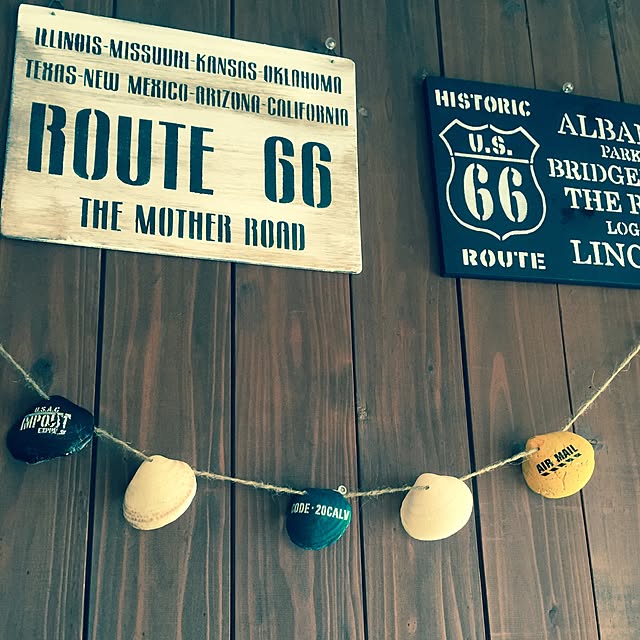 ILLINOIS-MISSOURI-KANSAS-OKLAHOMA
TEXAS-NEW MEXICO-ARIZONA-CALIFORNIA
ROUTE 66
THE MOTHER ROAD
HISTORIC
U.S.
66
ROUTE
ALBA
PARK
BRIDGE
THE
LOG
LINC
U.S.A.G
IMPORT
CODE・20CALV
AIR MAIL